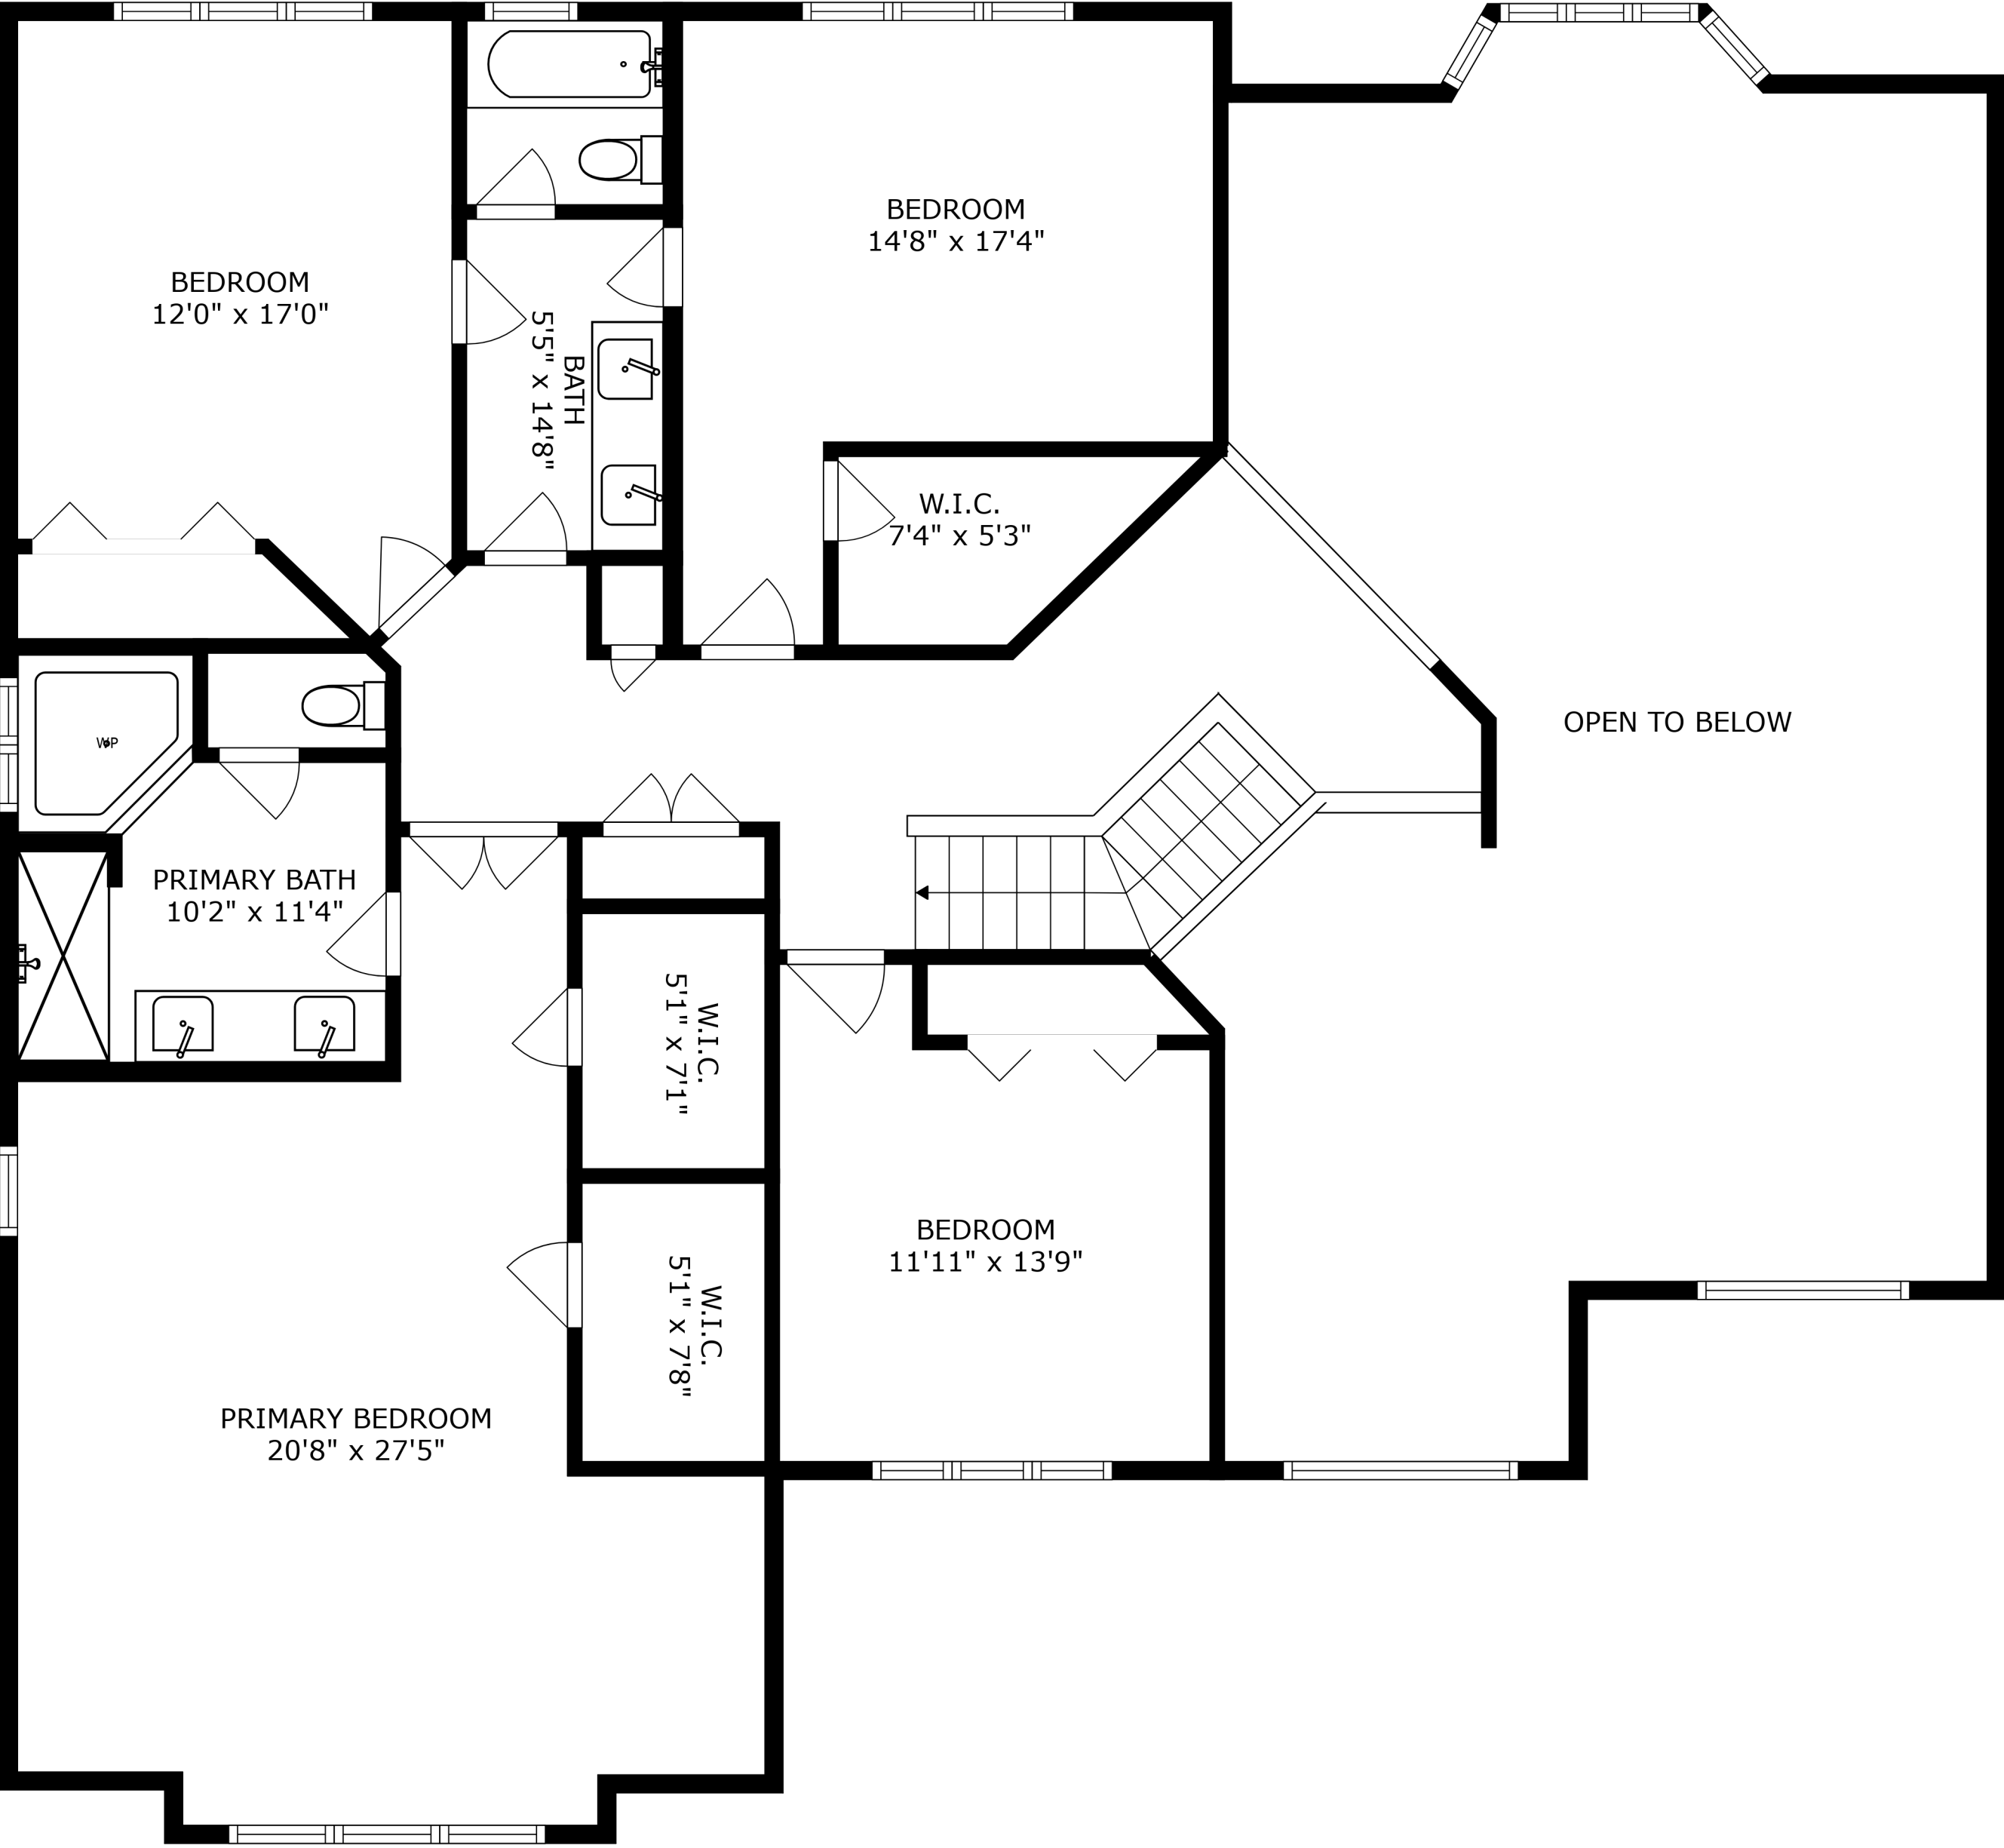 BEDROOM
14'8" x 17'4"
BEDROOM
12'0" x 17'0"
BATH
5'5" x 14'8"
W.I.C.
7'4" x 5'3"
OPEN TO BELOW
WP
PRIMARY BATH
10'2" x 11'4"
W.I.C.
5'1" x 7'1"
BEDROOM
11'11" x 13'9"
W.I.C.
5'1" x 7'8"
PRIMARY BEDROOM
20'8" x 27'5"